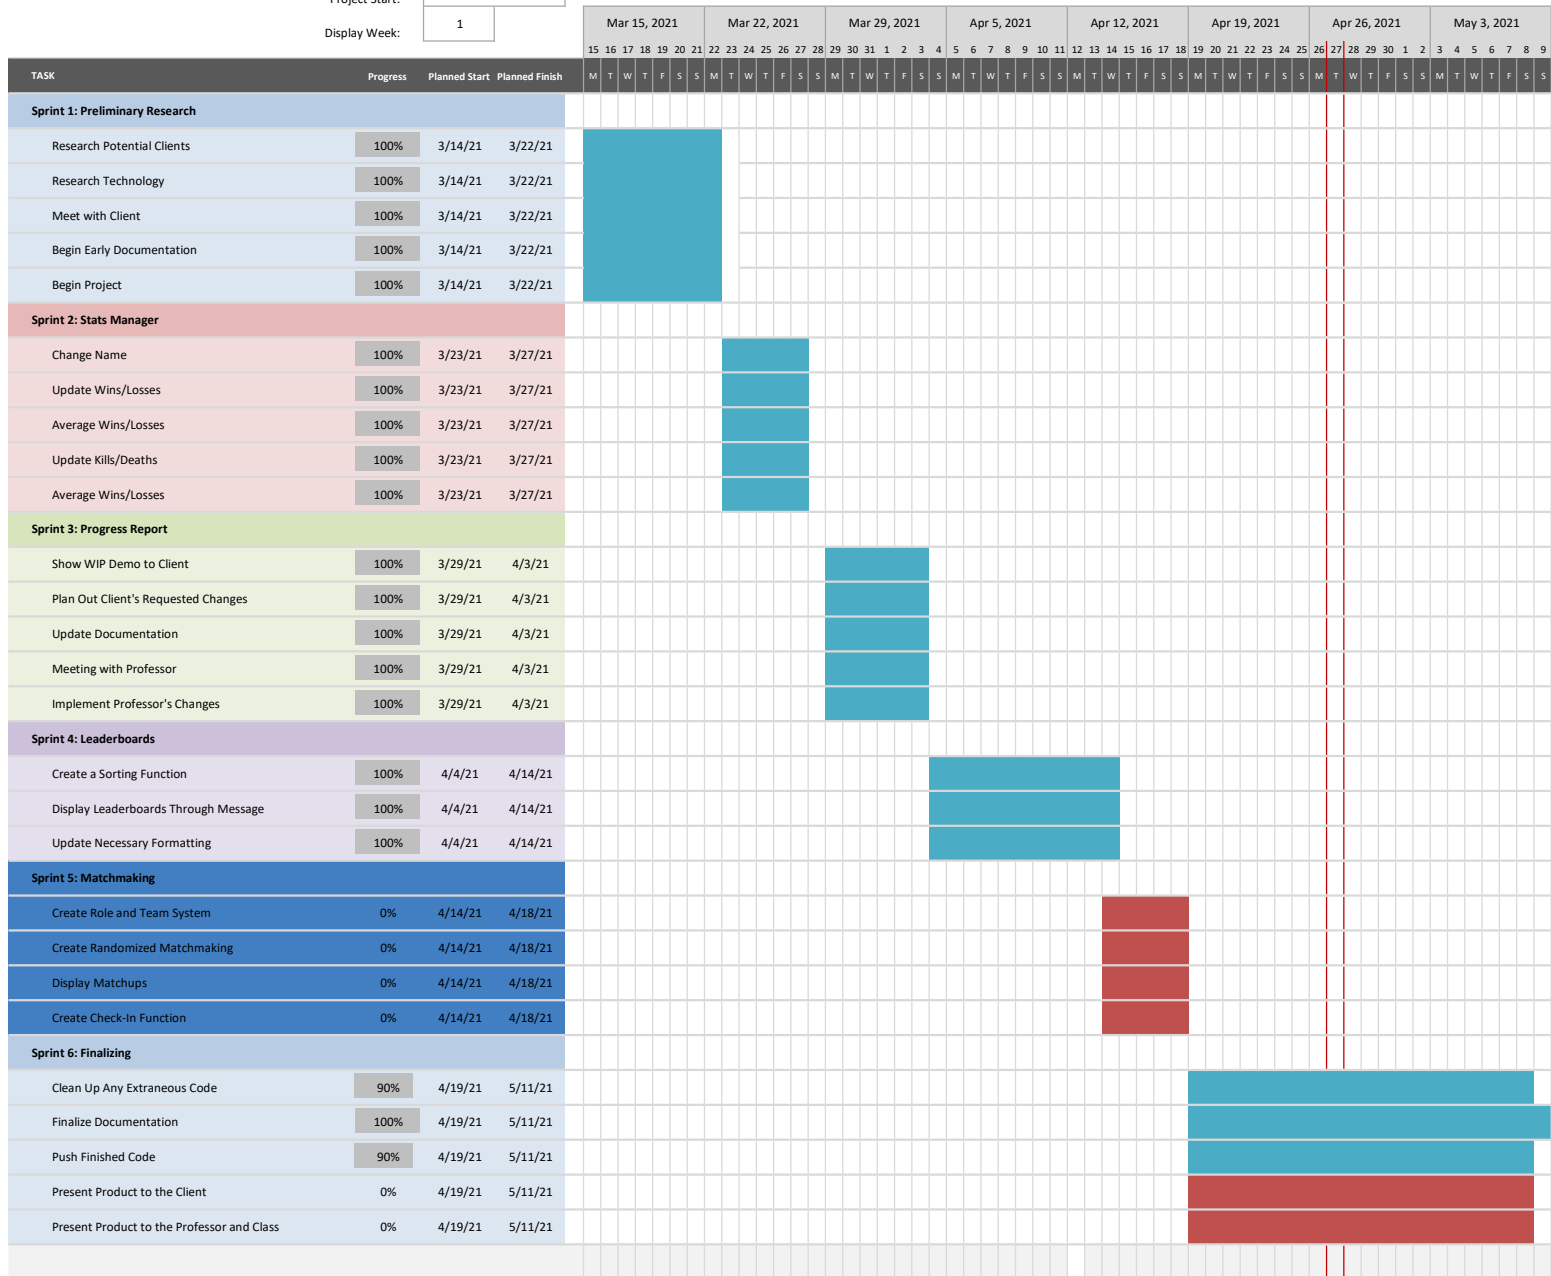 Project Start:
Display Week: 1
Mar 15, 2021 Mar 22, 2021 Mar 29, 2021 Apr 5, 2021 Apr 12, 2021 Apr 19, 2021 Apr 26, 2021 May 3, 2021
15 16 17 18 19 20 21 22 23 24 25 26 27 28 29 30 31 1 2 3 4 5 6 7 8 9 10 11 12 13 14 15 16 17 18 19 20 21 22 23 24 25 26 27 28 29 30 1 2 3 4 5 6 7 8 9
TASK Progress Planned Start Planned Finish M T W T F S S M T W T F S S M T W T F S S M T W T F S S M T W T F S S M T W T F S S M T W T F S S M T W T F S S
Sprint 1: Preliminary Research
Research Potential Clients 100% 3/14/21 3/22/21
Research Technology 100% 3/14/21 3/22/21
Meet with Client 100% 3/14/21 3/22/21
Begin Early Documentation 100% 3/14/21 3/22/21
Begin Project 100% 3/14/21 3/22/21
Sprint 2: Stats Manager
Change Name 100% 3/23/21 3/27/21
Update Wins/Losses 100% 3/23/21 3/27/21
Average Wins/Losses 100% 3/23/21 3/27/21
Update Kills/Deaths 100% 3/23/21 3/27/21
Average Wins/Losses 100% 3/23/21 3/27/21
Sprint 3: Progress Report
Show WIP Demo to Client 100% 3/29/21 4/3/21
Plan Out Client's Requested Changes 100% 3/29/21 4/3/21
Update Documentation 100% 3/29/21 4/3/21
Meeting with Professor 100% 3/29/21 4/3/21
Implement Professor's Changes 100% 3/29/21 4/3/21
Sprint 4: Leaderboards
Create a Sorting Function 100% 4/4/21 4/14/21
Display Leaderboards Through Message 100% 4/4/21 4/14/21
Update Necessary Formatting 100% 4/4/21 4/14/21
Sprint 5: Matchmaking
Create Role and Team System 0% 4/14/21 4/18/21
Create Randomized Matchmaking 0% 4/14/21 4/18/21
Display Matchups 0% 4/14/21 4/18/21
Create Check-In Function 0% 4/14/21 4/18/21
Sprint 6: Finalizing
Clean Up Any Extraneous Code 90% 4/19/21 5/11/21
Finalize Documentation 100% 4/19/21 5/11/21
Push Finished Code 90% 4/19/21 5/11/21
Present Product to the Client 0% 4/19/21 5/11/21
Present Product to the Professor and Class 0% 4/19/21 5/11/21